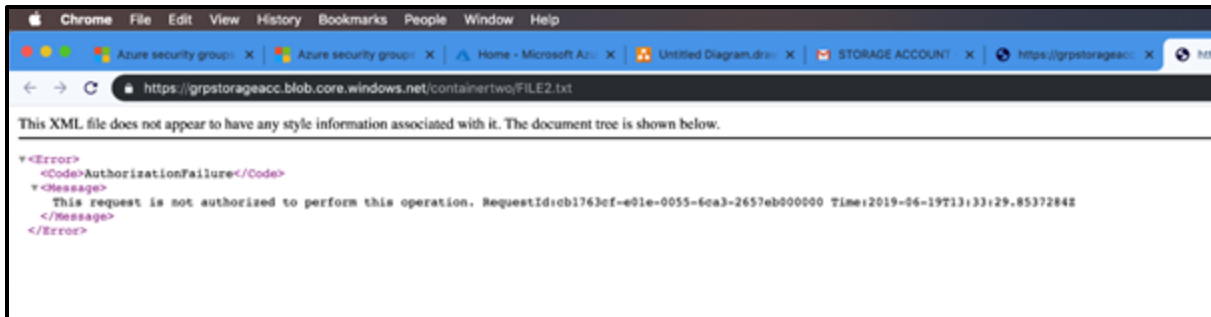 Chrome File Edit View History Bookmarks People Window Help
Azure security group Azure security group Home - Microsoft Az Untitled Diagram.dra STORAGE ACCOUNT https://grpstorageacc
https://grpstorageacc.blob.core.windows.net/containertwo/FILE2.txt
This XML file does not appear to have any style information associated with it. The document tree is shown below.
▼<Error>
<Code>AuthorizationFailure</Code>
▼<Message>
This request is not authorized to perform this operation. RequestId:cb1763cf-e01e-0055-6ca3-2657eb000000 Time:2019-06-19T13:33:29.8537284Z
</Message>
</Error>